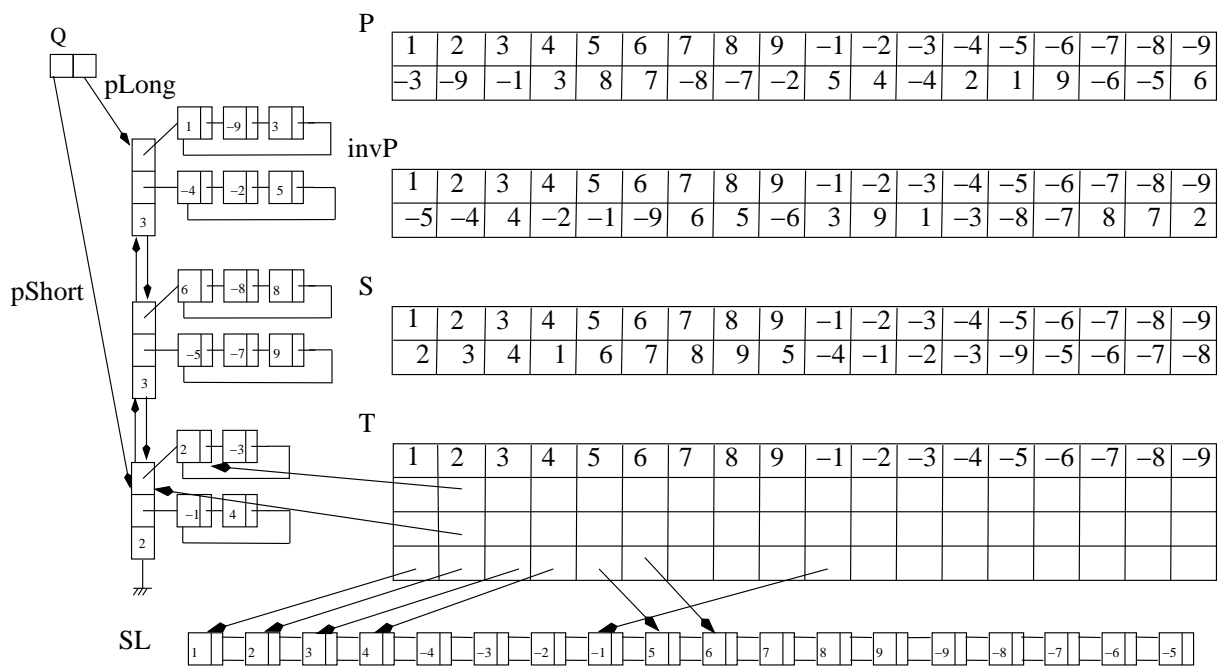 P
1 2 3 4 5 6 7 8 9 −1 −2 −3 −4 −5 −6 −7 −8 −9
−3 −9 −1 3 8 7 −8 −7 −2 5 4 −4 2 1 9 −6 −5 6
Q
pLong
1 −9 3
−4 −2 5
3
invP
1 2 3 4 5 6 7 8 9 −1 −2 −3 −4 −5 −6 −7 −8 −9
−5 −4 4 −2 −1 −9 6 5 −6 3 9 1 −3 −8 −7 8 7 2
pShort
6 −8 8
−5 −7 9
3
S
1 2 3 4 5 6 7 8 9 −1 −2 −3 −4 −5 −6 −7 −8 −9
2 3 4 1 6 7 8 9 5 −4 −1 −2 −3 −9 −5 −6 −7 −8
2 −3
−1 4
2
T
1 2 3 4 5 6 7 8 9 −1 −2 −3 −4 −5 −6 −7 −8 −9
SL
1 2 3 4 −4 −3 −2 −1 5 6 7 8 9 −9 −8 −7 −6 −5